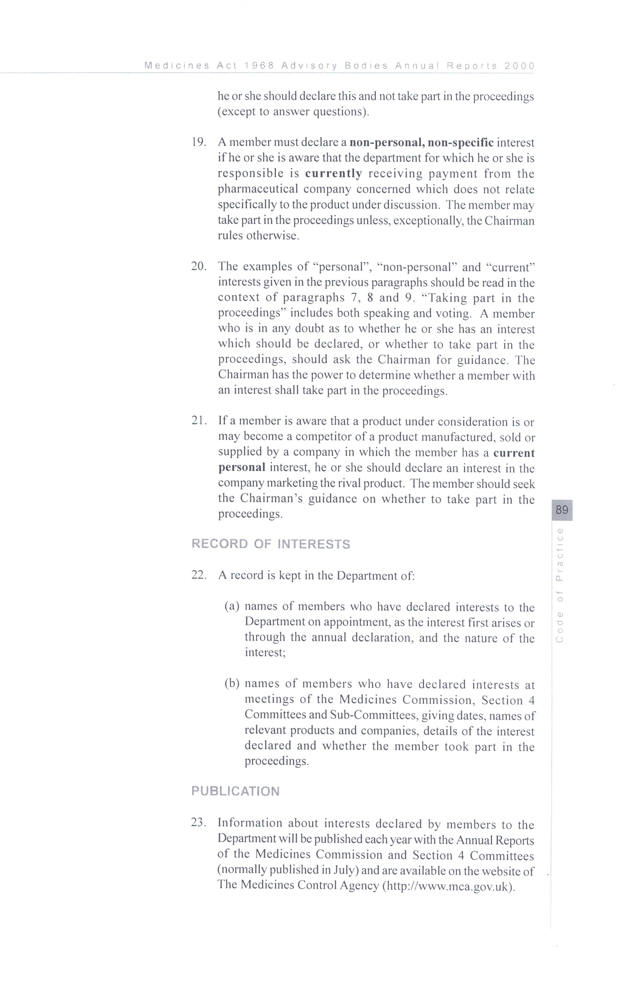 Medicines Act 1968 Advisory Bodies Annual Reports 2000
he or she should declare this and not take part in the proceedings
(except to answer questions).
19. A member must declare a non-personal, non-specific interest
if he or she is aware that the department for which he or she is
responsible is currently receiving payment from the
pharmaceutical company concerned which does not relate
specifically to the product under discussion. The member may
take part in the proceedings unless, exceptionally, the Chairman
rules otherwise.
20. The examples of “personal”, “non-personal” and “current”
interests given in the previous paragraphs should be read in the
context of paragraphs 7, 8 and 9. “Taking part in the
proceedings” includes both speaking and voting. A member
who is in any doubt as to whether he or she has an interest
which should be declared, or whether to take part in the
proceedings, should ask the Chairman for guidance. The
Chairman has the power to determine whether a member with
an interest shall take part in the proceedings.
21. If a member is aware that a product under consideration is or
may become a competitor of a product manufactured, sold or
supplied by a company in which the member has a current
personal interest, he or she should declare an interest in the
company marketing the rival product. The member should seek
the Chairman’s guidance on whether to take part in the
proceedings.
RECORD OF INTERESTS
22. A record is kept in the Department of:
(a) names of members who have declared interests to the
Department on appointment, as the interest first arises or
through the annual declaration, and the nature of the
interest;
(b) names of members who have declared interests at
meetings of the Medicines Commission, Section 4
Committees and Sub-Committees, giving dates, names of
relevant products and companies, details of the interest
declared and whether the member took part in the
proceedings.
PUBLICATION
23. Information about interests declared by members to the
Department will be published each year with the Annual Reports
of the Medicines Commission and Section 4 Committees
(normally published in July) and are available on the website of
The Medicines Control Agency (http://www.mca.gov.uk).
89
Code of Practice